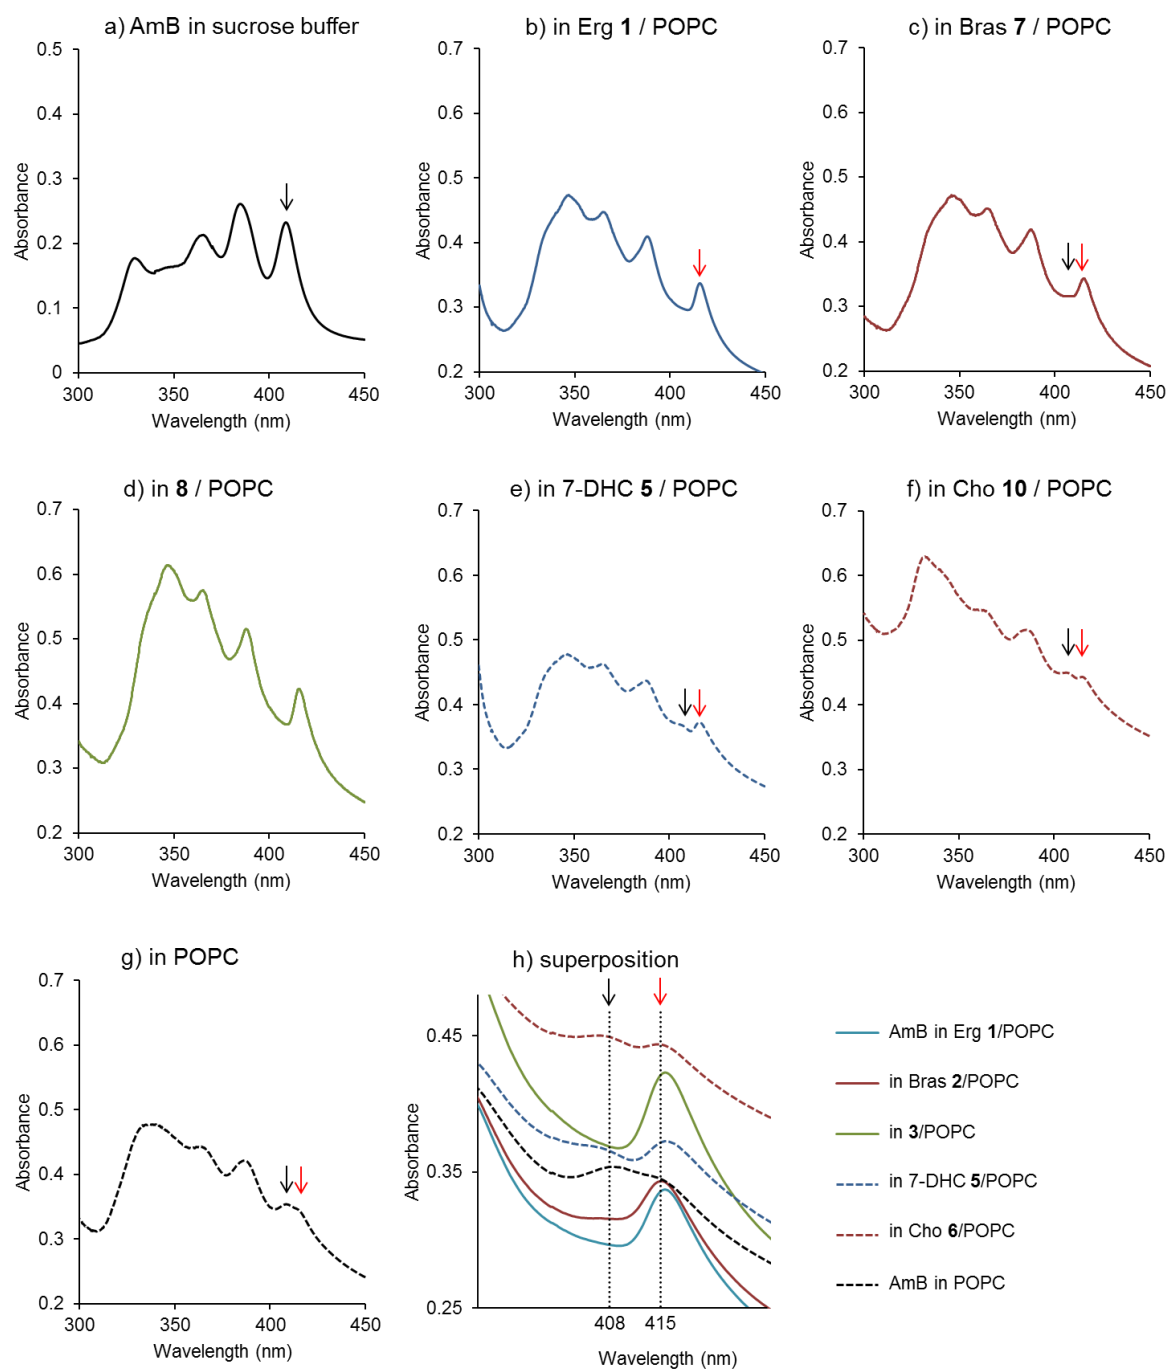 a) AmB in sucrose buffer
0.5
0.4
0.3
0.2
0.1
0
Absorbance
300 350 400 450
Wavelength (nm)
b) in Erg 1 / POPC
0.7
0.6
0.5
0.4
0.3
0.2
Absorbance
300 350 400 450
Wavelength (nm)
c) in Bras 7 / POPC
0.7
0.6
0.5
0.4
0.3
0.2
Absorbance
300 350 400 450
Wavelength (nm)
d) in 8 / POPC
0.7
0.6
0.5
0.4
0.3
0.2
Absorbance
300 350 400 450
Wavelength (nm)
e) in 7-DHC 5 / POPC
0.7
0.6
0.5
0.4
0.3
0.2
Absorbance
300 350 400 450
Wavelength (nm)
f) in Cho 10 / POPC
0.7
0.6
0.5
0.4
0.3
0.2
Absorbance
300 350 400 450
Wavelength (nm)
g) in POPC
0.7
0.6
0.5
0.4
0.3
0.2
Absorbance
300 350 400 450
Wavelength (nm)
h) superposition
0.45
0.35
0.25
Absorbance
408 415
Wavelength (nm)
AmB in Erg 1/POPC
in Bras 2/POPC
in 3/POPC
in 7-DHC 5/POPC
in Cho 6/POPC
AmB in POPC